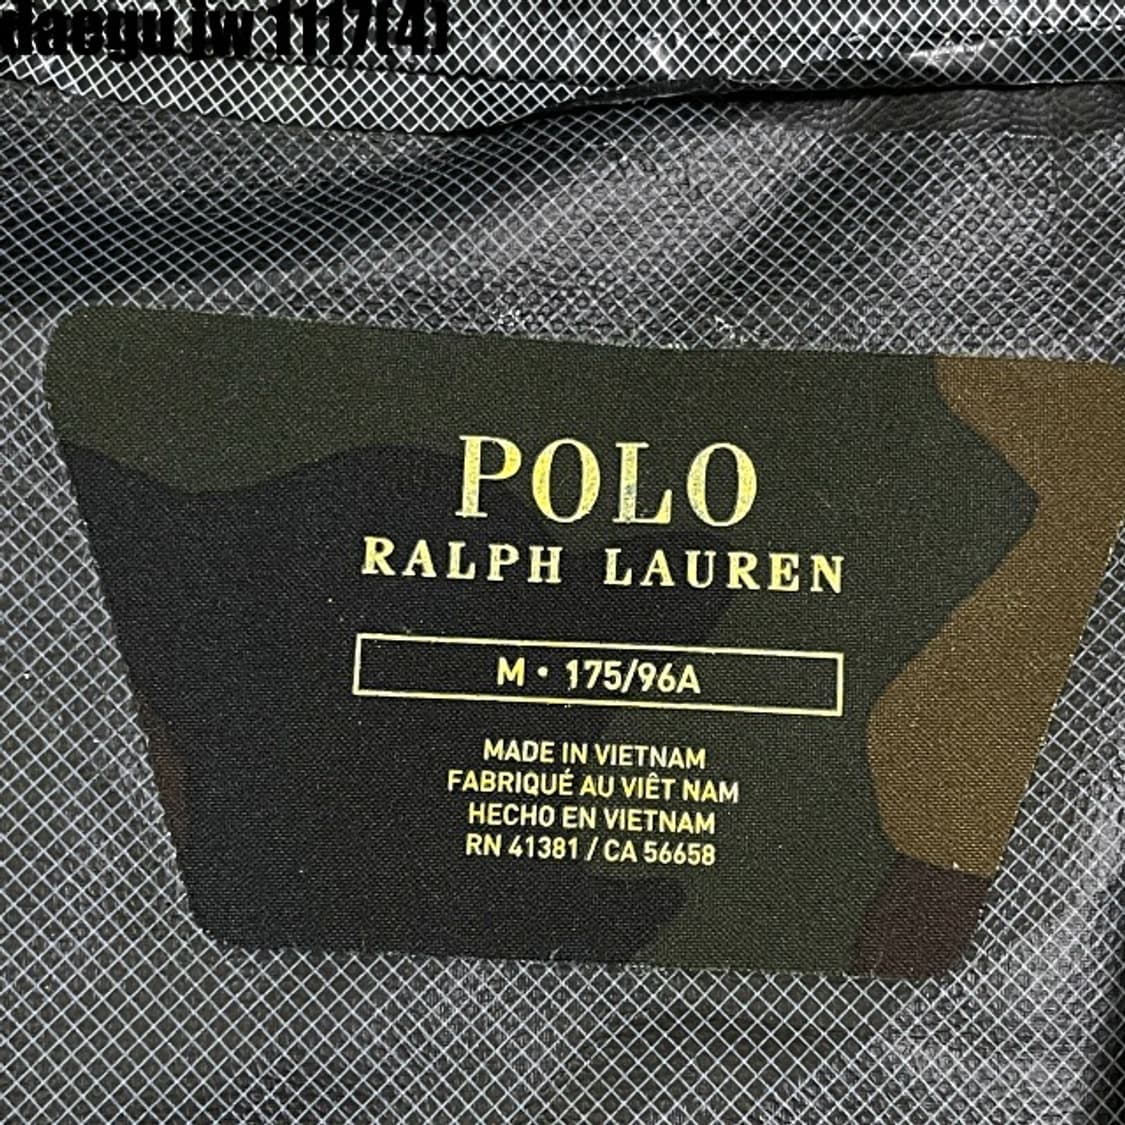 daegu jw 1117(4)
POLO
RALPH LAUREN
M • 175/96A
MADE IN VIETNAM
FABRIQUÉ AU VIÊT NAM
HECHO EN VIETNAM
RN 41381 / CA 56658